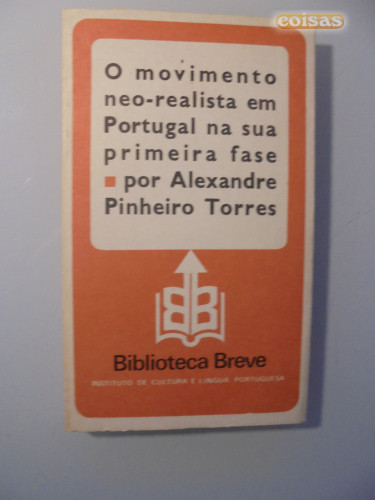 coisas
O movimento
neo-realista em
Portugal na sua
primeira fase
por Alexandre
Pinheiro Torres
Biblioteca Breve
INSTITUTO DE CULTURA E LÍNGUA PORTUGUESA